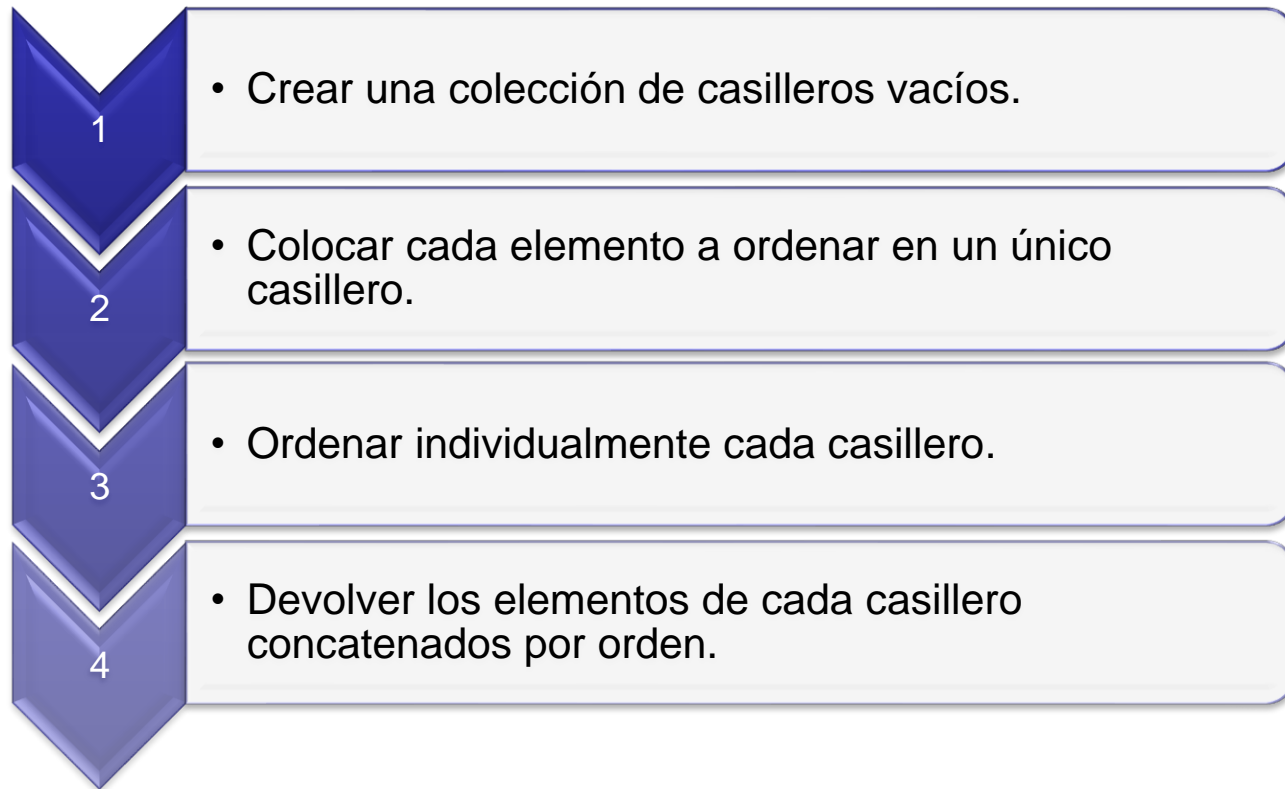 1
• Crear una colección de casilleros vacíos.
2
• Colocar cada elemento a ordenar en un único
casillero.
3
• Ordenar individualmente cada casillero.
4
• Devolver los elementos de cada casillero
concatenados por orden.